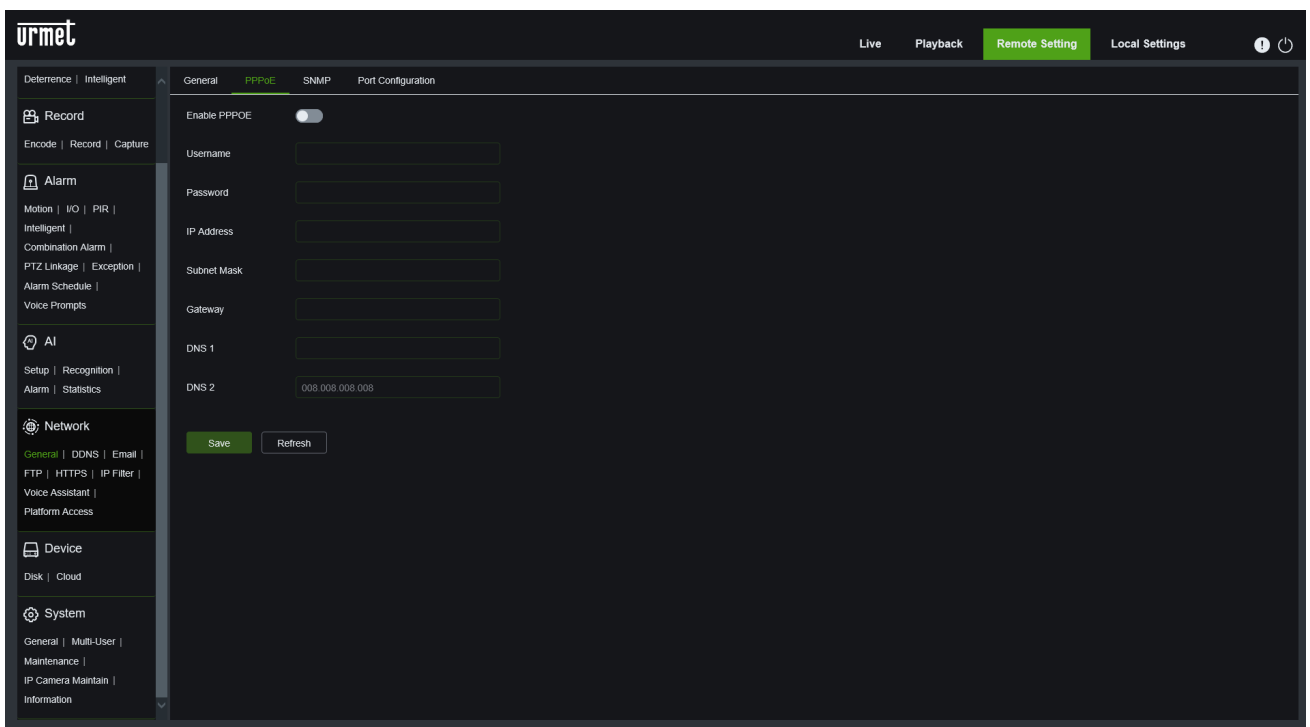 urmet
Live Playback Remote Setting Local Settings
Deterrence | Intelligent
Record
Encode | Record | Capture
Alarm
Motion | I/O | PIR |
Intelligent |
Combination Alarm |
PTZ Linkage | Exception |
Alarm Schedule |
Voice Prompts
AI
Setup | Recognition |
Alarm | Statistics
Network
General | DDNS | Email |
FTP | HTTPS | IP Filter |
Voice Assistant |
Platform Access
Device
Disk | Cloud
System
General | Multi-User |
Maintenance |
IP Camera Maintain |
Information
General PPPoE SNMP Port Configuration
Enable PPPOE
Username
Password
IP Address
Subnet Mask
Gateway
DNS 1
DNS 2 008.008.008.008
Save Refresh